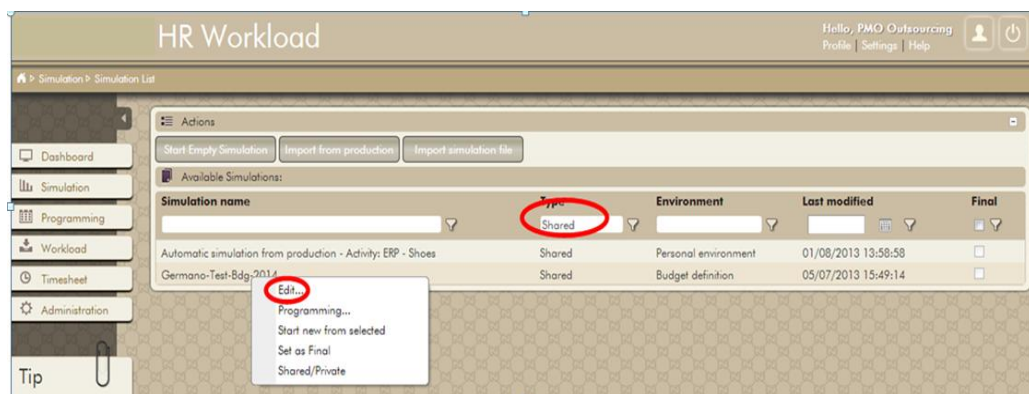 HR Workload
Hello, PMO Outsourcing
Profile | Settings | Help
Simulation Simulation List
Actions
Start Empty Simulation Import from production Import simulation file
Available Simulations:
Simulation name Type Environment Last modified Final
Shared
Automatic simulation from production - Activity: ERP - Shoes Shared Personal environment 01/08/2013 13:58:58
Germano-Test-Bdg-2014 Shared Budget definition 05/07/2013 15:49:14
Edit...
Programming...
Start new from selected
Set as Final
Shared/Private
Dashboard
Simulation
Programming
Workload
Timesheet
Administration
Tip